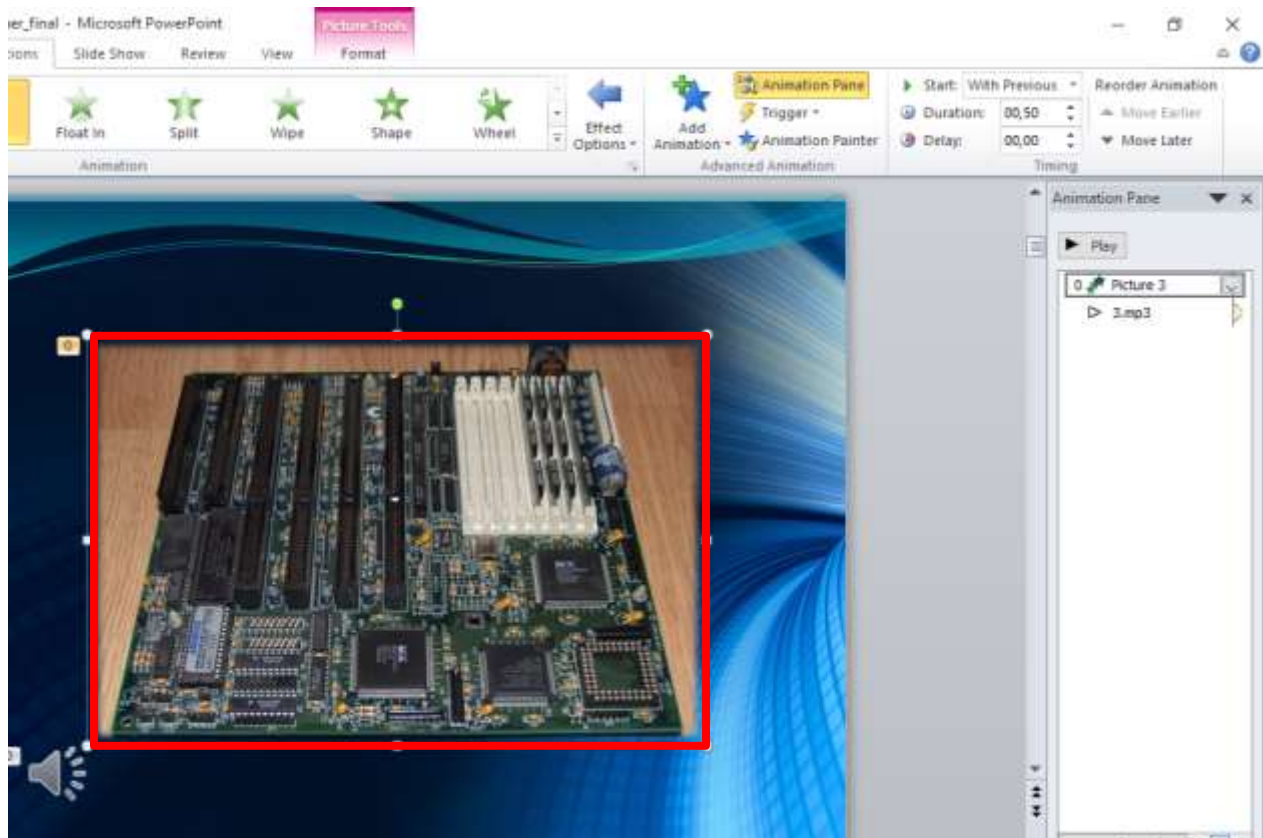 er_final - Microsoft PowerPoint
Picture Tools
ions Slide Show Review View Format
Float In Split Wipe Shape Wheel
Effect Options
Add Animation
Animation Pane
Trigger
Animation Painter
Start: With Previous
Duration: 00,50
Delay: 00,00
Reorder Animation
Move Earlier
Move Later
Animation
Advanced Animation
Timing
Animation Pane
Play
0 Picture 3
3.mp3
0